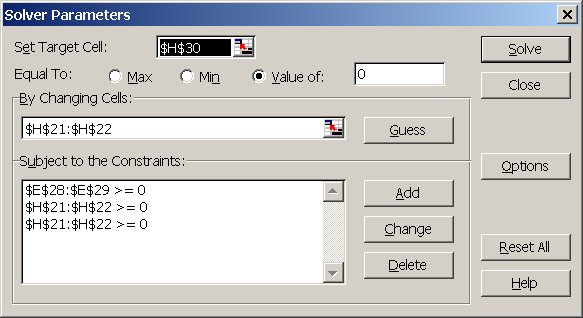 Solver Parameters
Set Target Cell: $H$30 Solve
Equal To: Max Min Value of: 0 Close
By Changing Cells:
$H$21:$H$22 Guess
Subject to the Constraints: Options
$E$28:$E$29 >= 0 Add
$H$21:$H$22 >= 0
$H$21:$H$22 >= 0 Change
Reset All
Delete
Help